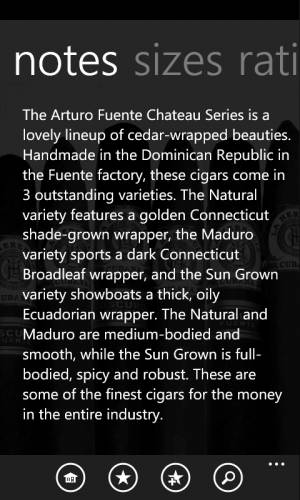 notes sizes rati
The Arturo Fuente Chateau Series is a
lovely lineup of cedar-wrapped beauties.
Handmade in the Dominican Republic in
the Fuente factory, these cigars come in
3 outstanding varieties. The Natural
variety features a golden Connecticut
shade-grown wrapper, the Maduro
variety sports a dark Connecticut
Broadleaf wrapper, and the Sun Grown
variety showboats a thick, oily
Ecuadorian wrapper. The Natural and
Maduro are medium-bodied and
smooth, while the Sun Grown is full-
bodied, spicy and robust. These are
some of the finest cigars for the money
in the entire industry.